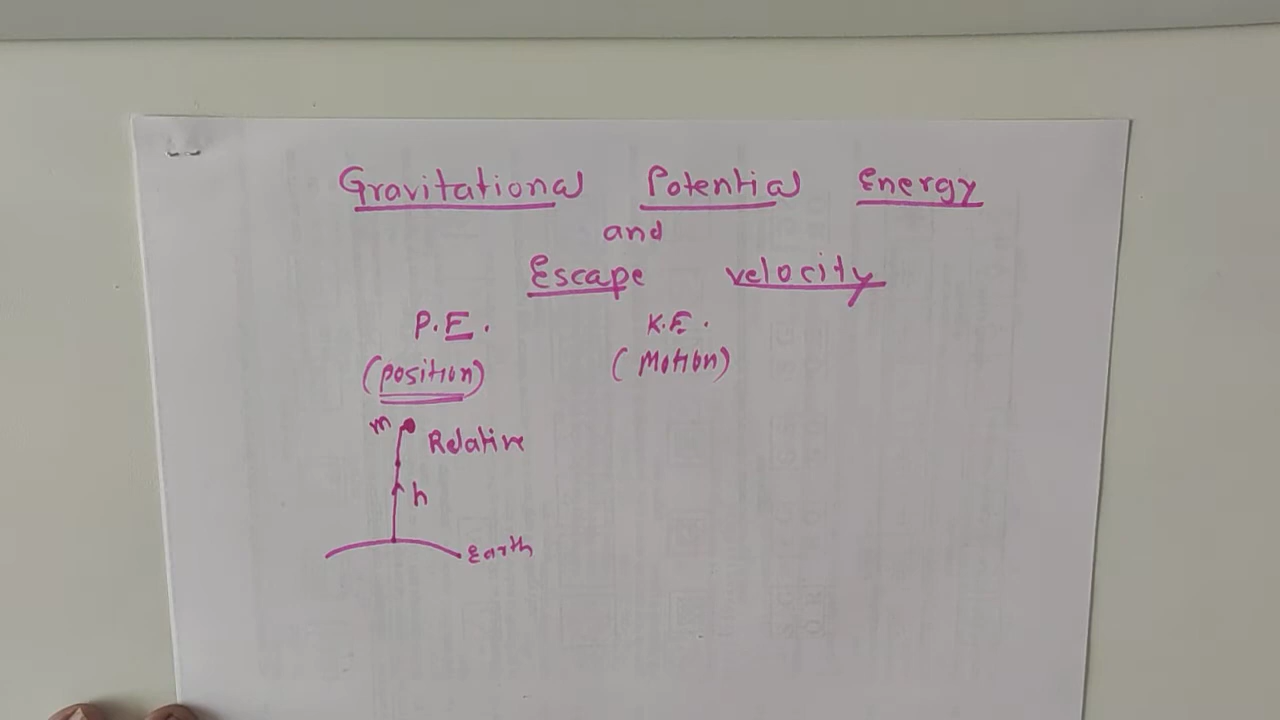 Gravitational Potential Energy
and
Escape velocity
P.E. K.E.
(position) (Motion)
m Relative
h
Earth